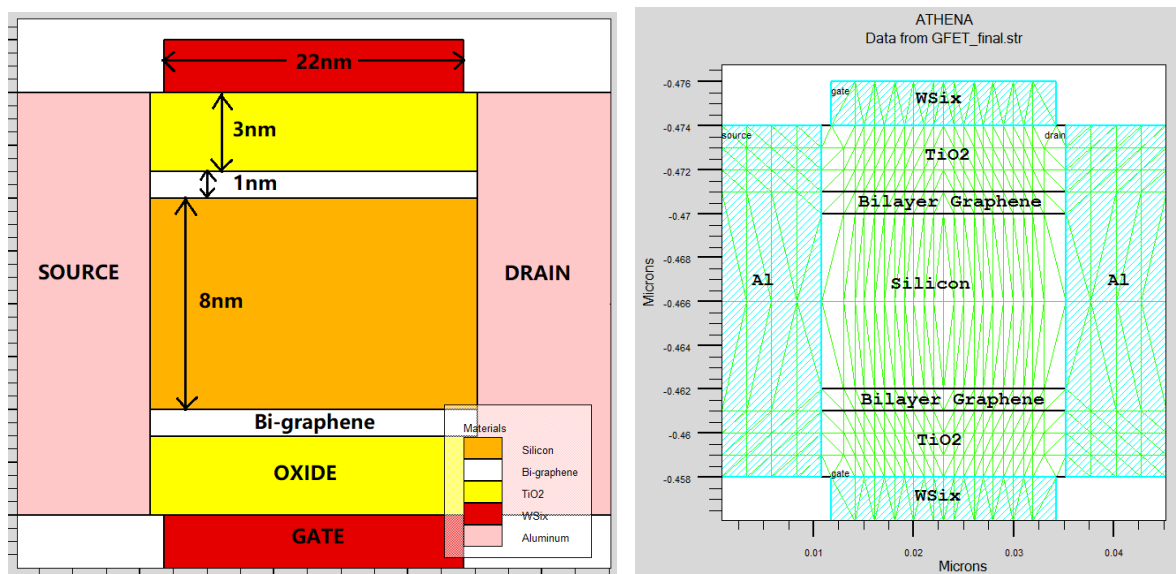 22nm
3nm
1nm
SOURCE
DRAIN
8nm
Bi-graphene
OXIDE
GATE
Materials
Silicon
Bi-graphene
TiO2
WSix
Aluminum
ATHENA
Data from GFET_final.str
-0.476
-0.474
-0.472
-0.47
-0.468
-0.466
-0.464
-0.462
-0.46
-0.458
Microns
gate
WSix
source
drain
TiO2
Bilayer Graphene
Silicon
Al
Al
Bilayer Graphene
TiO2
gate
WSix
0.01
0.02
0.03
0.04
Microns